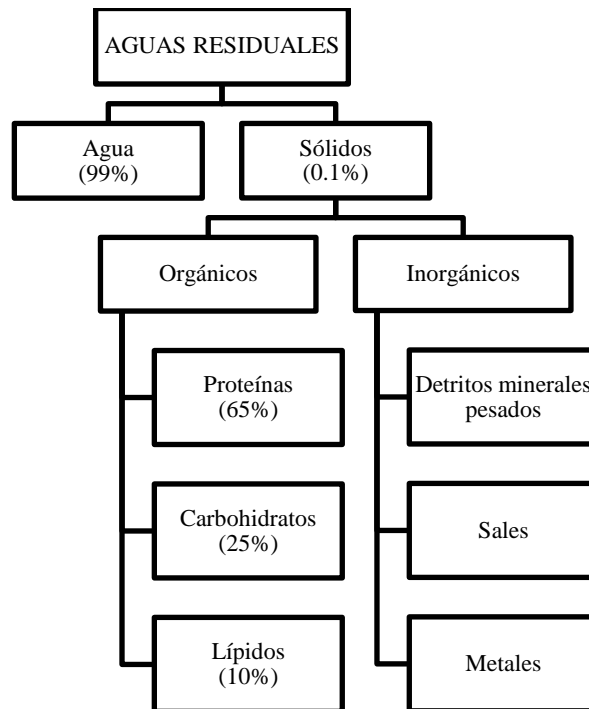 AGUAS RESIDUALES
Agua
(99%)
Sólidos
(0.1%)
Orgánicos
Inorgánicos
Proteínas
(65%)
Detritos minerales
pesados
Carbohidratos
(25%)
Sales
Lípidos
(10%)
Metales